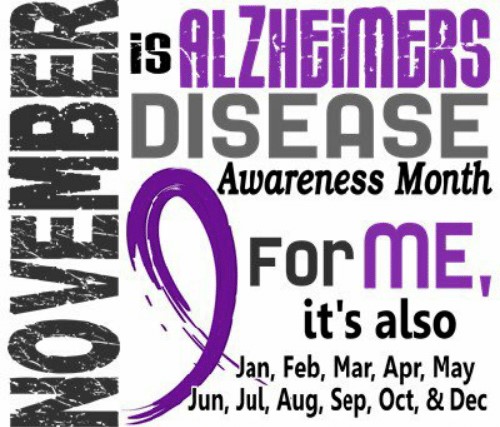 NOVEMBER
is ALZHEiMERS
DISEASE
Awareness Month
For ME,
it's also
Jan, Feb, Mar, Apr, May
Jun, Jul, Aug, Sep, Oct, & Dec